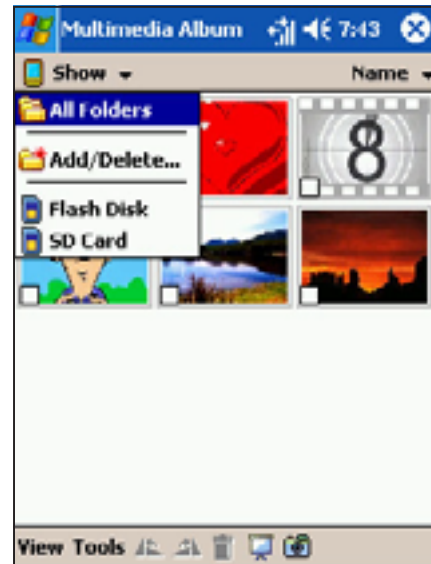 Multimedia Album 7:43
Show Name
All Folders
Add/Delete...
Flash Disk
SD Card
8
View Tools